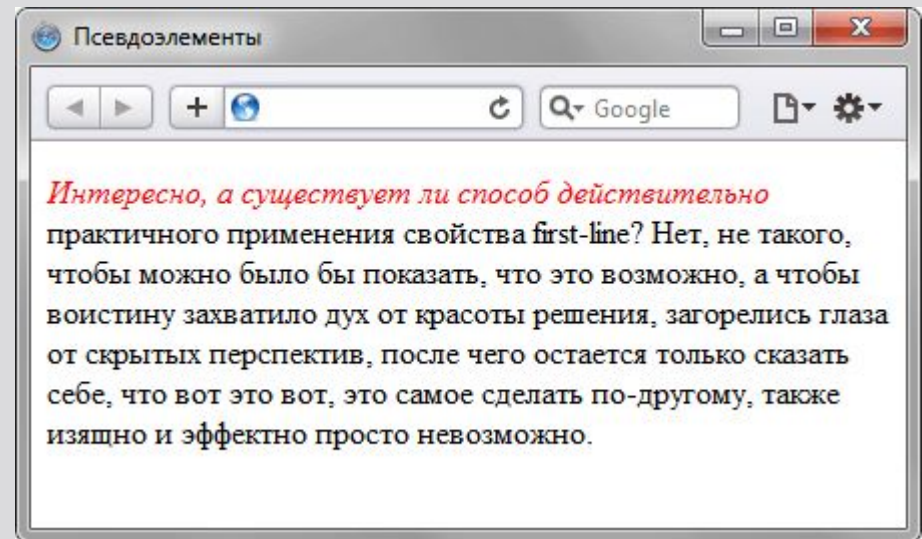 Псевдоэлементы
Google
Интересно, а существует ли способ действительно
практичного применения свойства first-line? Нет, не такого,
чтобы можно было бы показать, что это возможно, а чтобы
воистину захватило дух от красоты решения, загорелись глаза
от скрытых перспектив, после чего остается только сказать
себе, что вот это вот, это самое сделать по-другому, также
изящно и эффектно просто невозможно.